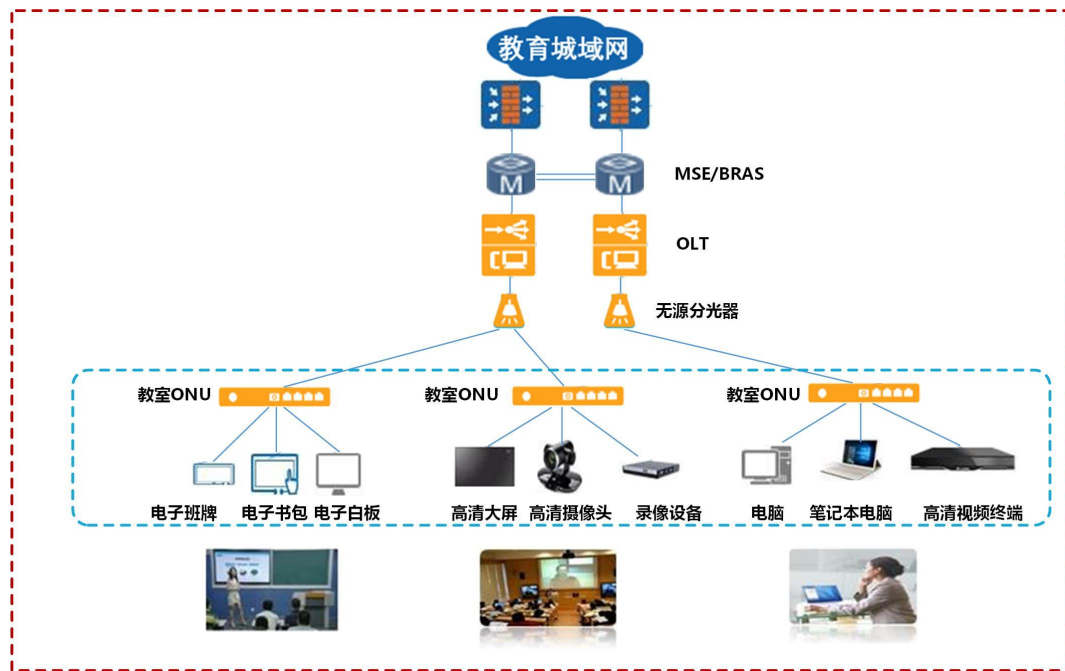 教育城域网
M
M
MSE/BRAS
OLT
无源分光器
教室ONU
教室ONU
教室ONU
电子班牌
电子书包
电子白板
高清大屏
高清摄像头
录像设备
电脑
笔记本电脑
高清视频终端